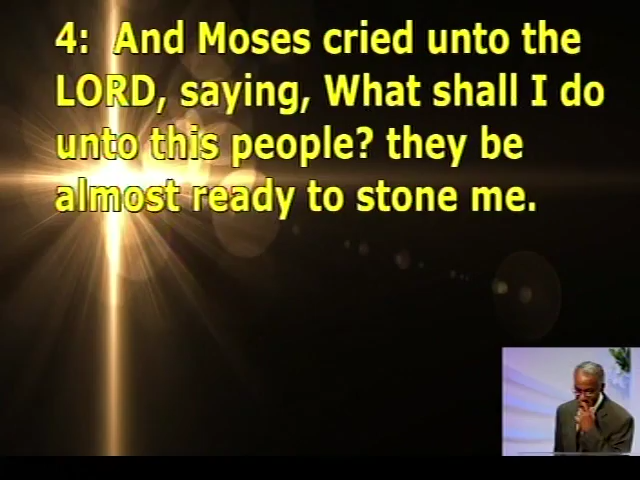 4:  And Moses cried unto the
LORD, saying, What shall I do
unto this people? they be
almost ready to stone me.